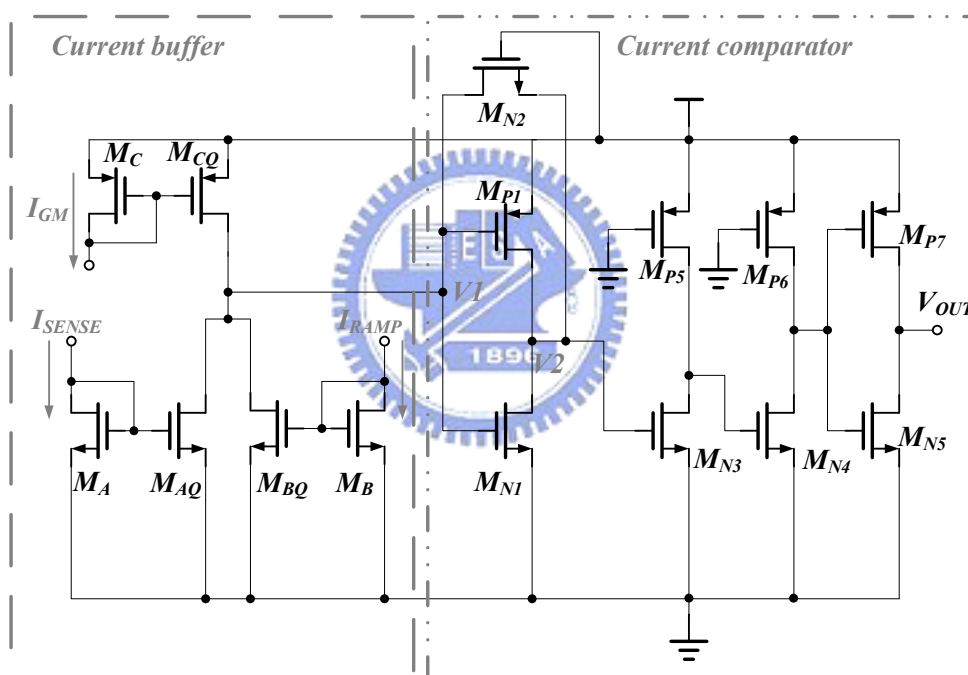 Current buffer
Current comparator
M_N2
M_C
M_CQ
M_P1
I_GM
M_P5
M_P6
M_P7
V1
I_SENSE
I_RAMP
V_OUT
1896
V2
M_A
M_AQ
M_BQ
M_B
M_N1
M_N3
M_N4
M_N5